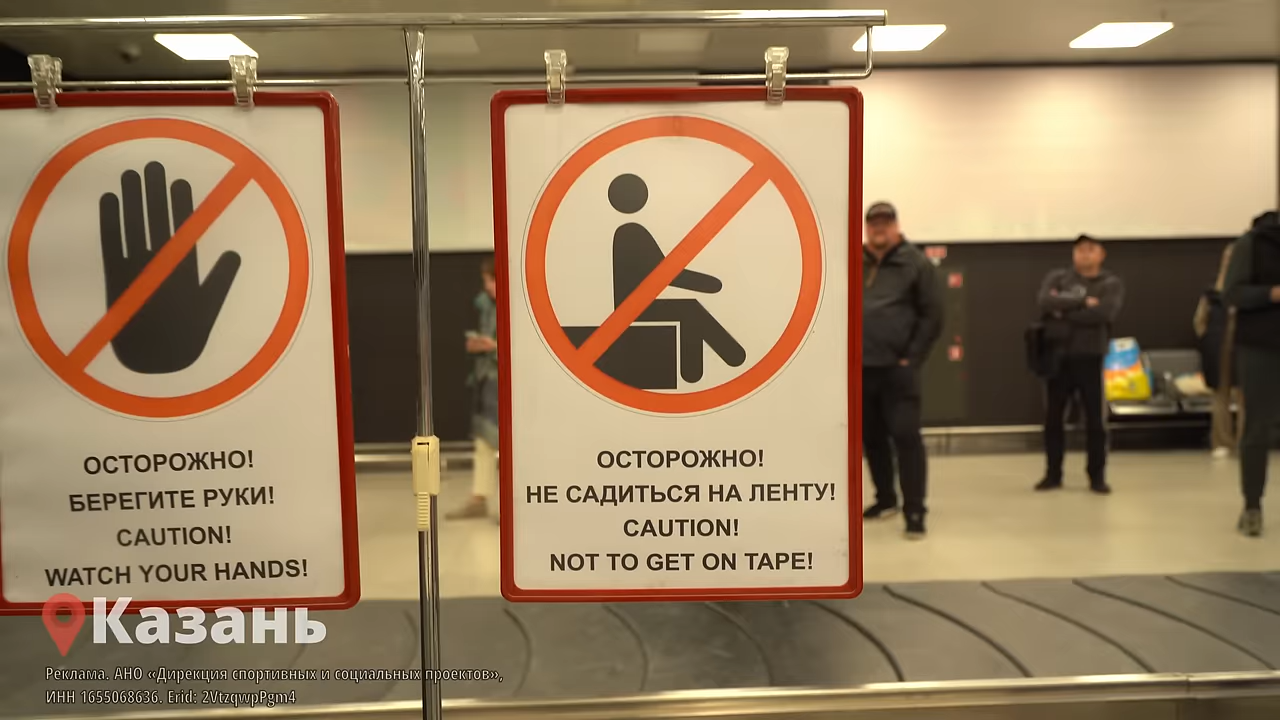 ОСТОРОЖНО!
БЕРЕГИТЕ РУКИ!
CAUTION!
WATCH YOUR HANDS!
ОСТОРОЖНО!
НЕ САДИТЬСЯ НА ЛЕНТУ!
CAUTION!
NOT TO GET ON TAPE!
Казань
Реклама. АНО «Дирекция спортивных и социальных проектов»,
ИНН 1655068636. Erid: 2VtzqwpPgm4